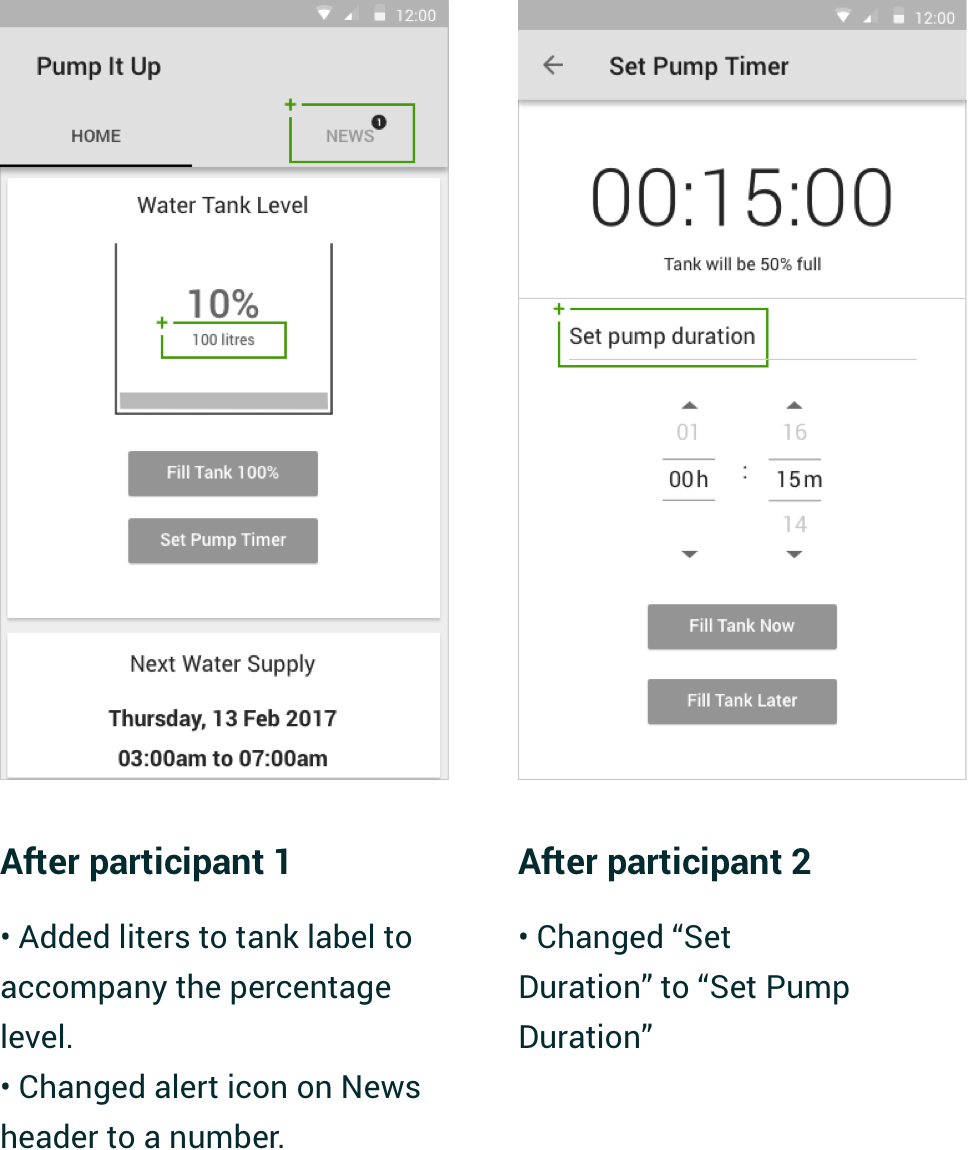 12:00
Pump It Up
HOME
NEWS
1
Water Tank Level
10%
100 litres
Fill Tank 100%
Set Pump Timer
Next Water Supply
Thursday, 13 Feb 2017
03:00am to 07:00am
After participant 1
• Added liters to tank label to
accompany the percentage
level.
• Changed alert icon on News
header to a number.
12:00
Set Pump Timer
00:15:00
Tank will be 50% full
Set pump duration
01 16
00h : 15m
14
Fill Tank Now
Fill Tank Later
After participant 2
• Changed “Set
Duration” to “Set Pump
Duration”